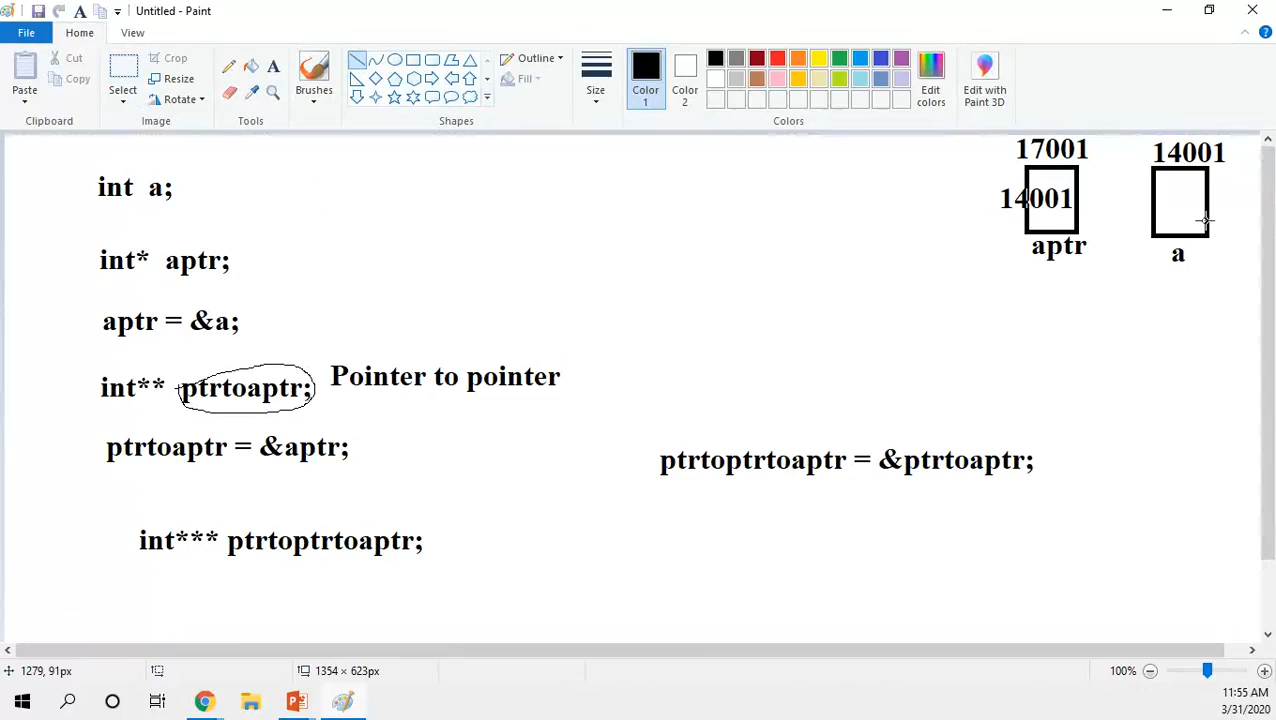 Untitled - Paint
File
Home
View
Paste
Cut
Copy
Clipboard
Select
Crop
Resize
Rotate
Image
A
Tools
Brushes
Shapes
Outline
Fill
Size
Color
1
Color
2
Colors
Edit
colors
Edit with
Paint 3D
17001
14001
int a;
14001
aptr
a
int* aptr;
aptr = &a;
int** ptrtoaptr;
Pointer to pointer
ptrtoaptr = &aptr;
ptrtoptrtoaptr = &ptrtoaptr;
int*** ptrtoptrtoaptr;
1279, 91px
1354 × 623px
100%
11:55 AM
3/31/2020